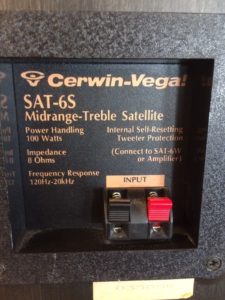 Cerwin-Vega!
SAT-6S
Midrange-Treble Satellite
Power Handling
100 Watts
Internal Self-Resetting
Tweeter Protection
Impedance
8 Ohms
(Connect to SAT-6W
or Amplifier)
Frequency Response
120Hz-20kHz
INPUT